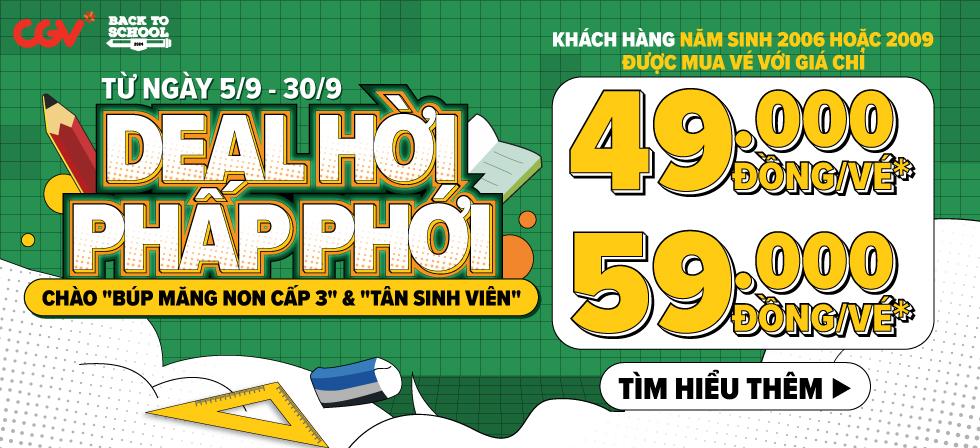 CGV
BACK TO
SCHOOL
2024
TỪ NGÀY 5/9 - 30/9
DEAL HỜI
PHẤP PHỚI
CHÀO "BÚP MĂNG NON CẤP 3" & "TÂN SINH VIÊN"
KHÁCH HÀNG NĂM SINH 2006 HOẶC 2009
ĐƯỢC MUA VÉ VỚI GIÁ CHỈ
49.000
ĐỒNG/VÉ*
59.000
ĐỒNG/VÉ*
TÌM HIỂU THÊM